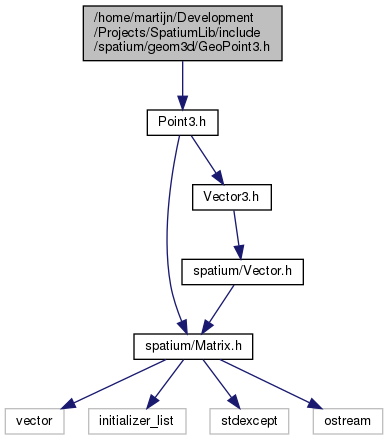 /home/martijn/Development
/Projects/SpatiumLib/include
/spatium/geom3d/GeoPoint3.h
Point3.h
Vector3.h
spatium/Vector.h
spatium/Matrix.h
vector
initializer_list
stdexcept
ostream